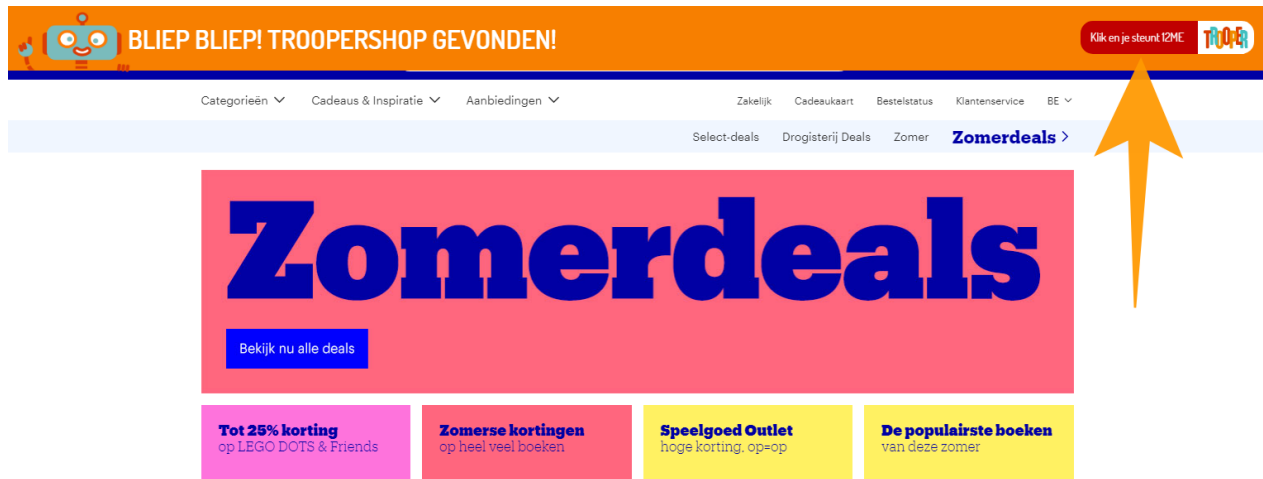 BLIEP BLIEP! TROOPERSHOP GEVONDEN!
Klik en je steunt 12ME
TROOPER
Categorieën
Cadeaus & Inspiratie
Aanbiedingen
Zakelijk
Cadeaukaart
Bestelstatus
Klantenservice
BE
Select-deals
Drogisterij Deals
Zomer
Zomerdeals
Zomerdeals
Bekijk nu alle deals
Tot 25% korting
op LEGO DOTS & Friends
Zomerse kortingen
op heel veel boeken
Speelgoed Outlet
hoge korting, op=op
De populairste boeken
van deze zomer